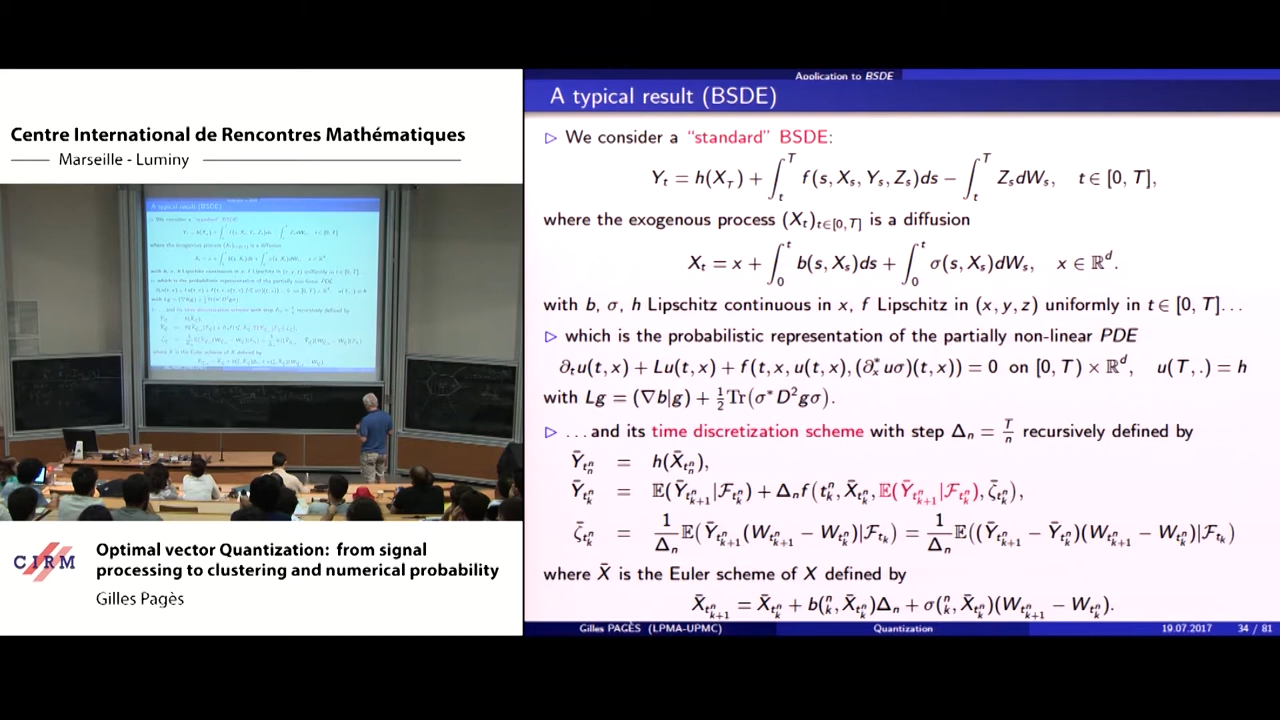 Centre International de Rencontres Mathématiques
Marseille - Luminy
CIRM
Optimal vector Quantization: from signal
processing to clustering and numerical probability
Gilles Pagès
Application to BSDE
A typical result (BSDE)
▷ We consider a "standard" BSDE:
Y_t = h(X_T) + ∫_t^T f(s, X_s, Y_s, Z_s)ds − ∫_t^T Z_s dW_s, t ∈ [0, T],
where the exogenous process (X_t)_{t∈[0,T]} is a diffusion
X_t = x + ∫_0^t b(s, X_s)ds + ∫_0^t σ(s, X_s)dW_s, x ∈ ℝ^d.
with b, σ, h Lipschitz continuous in x, f Lipschitz in (x, y, z) uniformly in t ∈ [0, T]...
▷ which is the probabilistic representation of the partially non-linear PDE
∂_t u(t, x) + Lu(t, x) + f(t, x, u(t, x), (∂_x^* uσ)(t, x)) = 0 on [0, T) × ℝ^d, u(T, .) = h
with Lg = (∇b|g) + ½Tr(σ^* D²gσ).
▷ ...and its time discretization scheme with step Δ_n = T/n recursively defined by
Ȳ_{t_n^n} = h(X̄_{t_n^n}),
Ȳ_{t_k^n} = 𝔼(Ȳ_{t_{k+1}^n}|ℱ_{t_k^n}) + Δ_n f(t_k^n, X̄_{t_k^n}, 𝔼(Ȳ_{t_{k+1}^n}|ℱ_{t_k^n}), ζ̄_{t_k^n}),
ζ̄_{t_k^n} = 1/Δ_n 𝔼(Ȳ_{t_{k+1}^n}(W_{t_{k+1}^n} − W_{t_k^n})|ℱ_{t_k}) = 1/Δ_n 𝔼((Ȳ_{t_{k+1}^n} − Ȳ_{t_k^n})(W_{t_{k+1}^n} − W_{t_k^n})|ℱ_{t_k})
where X̄ is the Euler scheme of X defined by
X̄_{t_{k+1}^n} = X̄_{t_k^n} + b(_k^n, X̄_{t_k^n})Δ_n + σ(_k^n, X̄_{t_k^n})(W_{t_{k+1}^n} − W_{t_k^n}).
Gilles PAGÈS (LPMA-UPMC) Quantization 19.07.2017 34 / 81